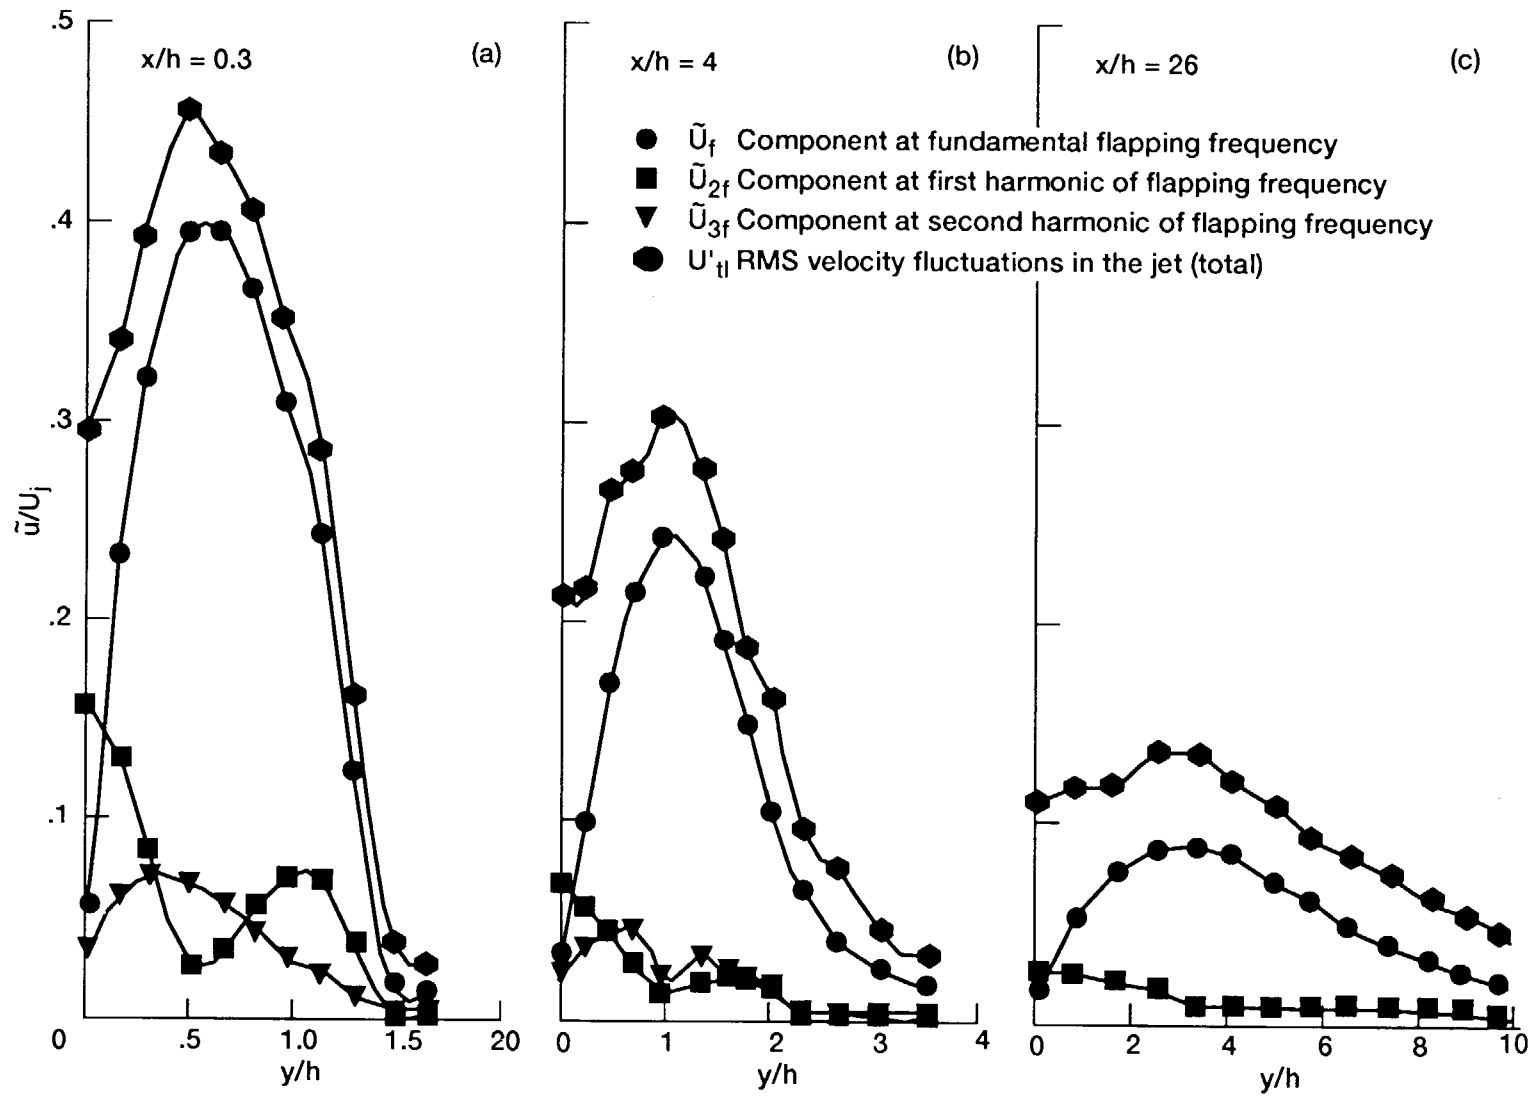 x/h = 0.3
(a)
x/h = 4
(b)
x/h = 26
(c)
Ũf Component at fundamental flapping frequency
Ũ2f Component at first harmonic of flapping frequency
Ũ3f Component at second harmonic of flapping frequency
U'tl RMS velocity fluctuations in the jet (total)
ũ/Uj
.5
.4
.3
.2
.1
0
.5
1.0
1.5
20
y/h
0
1
2
3
4
y/h
0
2
4
6
8
10
y/h